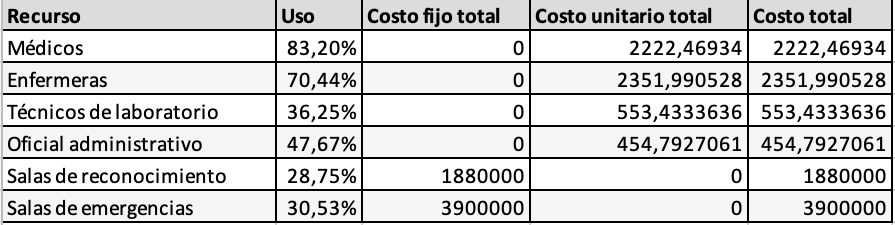 Recurso Uso Costo fijo total Costo unitario total Costo total
Médicos 83,20% 0 2222,46934 2222,46934
Enfermeras 70,44% 0 2351,990528 2351,990528
Técnicos de laboratorio 36,25% 0 553,4333636 553,4333636
Oficial administrativo 47,67% 0 454,7927061 454,7927061
Salas de reconocimiento 28,75% 1880000 0 1880000
Salas de emergencias 30,53% 3900000 0 3900000